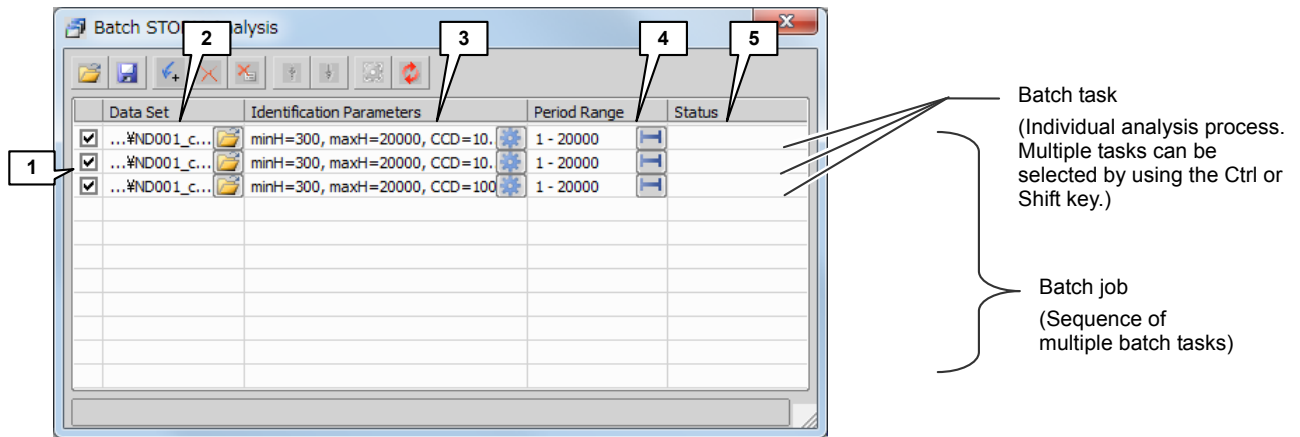 Batch STO alysis
2
3
4
5
Data Set Identification Parameters Period Range Status
...¥ND001_c... minH=300, maxH=20000, CCD=10. 1 - 20000
1
...¥ND001_c... minH=300, maxH=20000, CCD=10. 1 - 20000
...¥ND001_c... minH=300, maxH=20000, CCD=100 1 - 20000
Batch task
(Individual analysis process.
Multiple tasks can be
selected by using the Ctrl or
Shift key.)
Batch job
(Sequence of
multiple batch tasks)